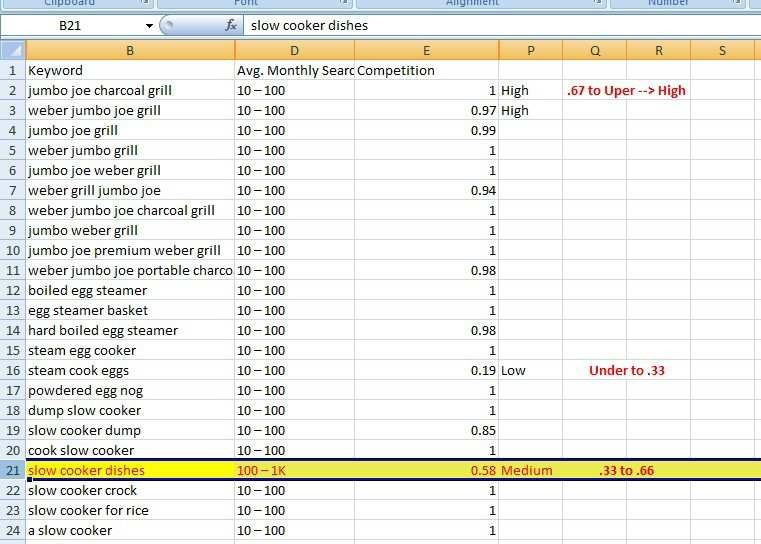 Clipboard Font Alignment Number
B21 fx slow cooker dishes
B D E P Q R S
1 Keyword Avg. Monthly Searc Competition
2 jumbo joe charcoal grill 10 – 100 1 High .67 to Uper --> High
3 weber jumbo joe grill 10 – 100 0.97 High
4 jumbo joe grill 10 – 100 0.99
5 weber jumbo grill 10 – 100 1
6 jumbo joe weber grill 10 – 100 1
7 weber grill jumbo joe 10 – 100 0.94
8 weber jumbo joe charcoal grill 10 – 100 1
9 jumbo weber grill 10 – 100 1
10 jumbo joe premium weber grill 10 – 100 1
11 weber jumbo joe portable charco 10 – 100 0.98
12 boiled egg steamer 10 – 100 1
13 egg steamer basket 10 – 100 1
14 hard boiled egg steamer 10 – 100 0.98
15 steam egg cooker 10 – 100 1
16 steam cook eggs 10 – 100 0.19 Low Under to .33
17 powdered egg nog 10 – 100 1
18 dump slow cooker 10 – 100 1
19 slow cooker dump 10 – 100 0.85
20 cook slow cooker 10 – 100 1
21 slow cooker dishes 100 – 1K 0.58 Medium .33 to .66
22 slow cooker crock 10 – 100 1
23 slow cooker for rice 10 – 100 1
24 a slow cooker 10 – 100 1